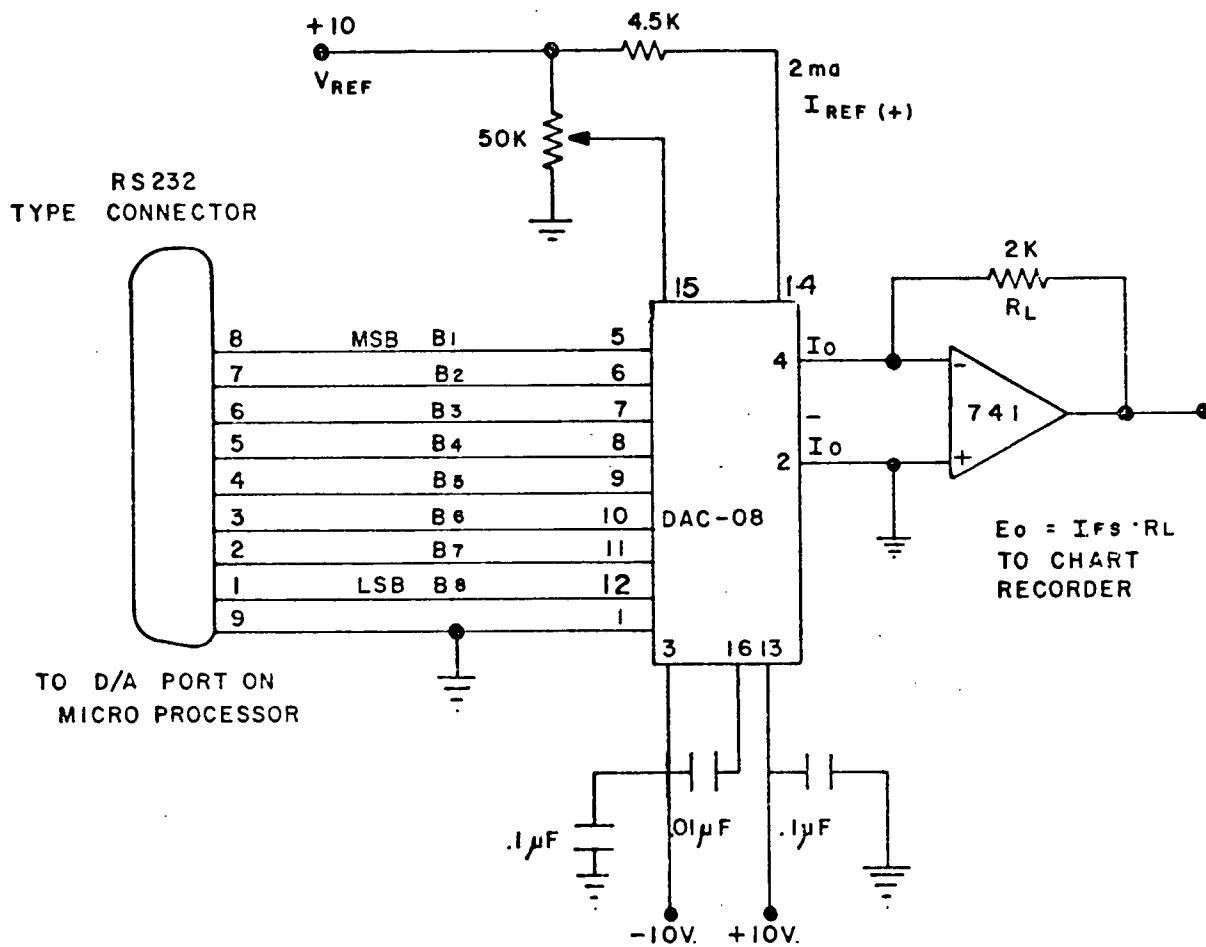 +10
VREF
4.5K
2ma
IREF (+)
50K
RS232
TYPE CONNECTOR
15
14
2K
RL
8 MSB B1 5
7 B2 6
6 B3 7
5 B4 8
4 B5 9
3 B6 10
2 B7 11
1 LSB B8 12
9 1
4 Io
2 Io
DAC-08
-
741
+
Eo = IFS·RL
TO CHART
RECORDER
3 16 13
TO D/A PORT ON
MICRO PROCESSOR
.1µF
.01µF
.1µF
-10V.
+10V.